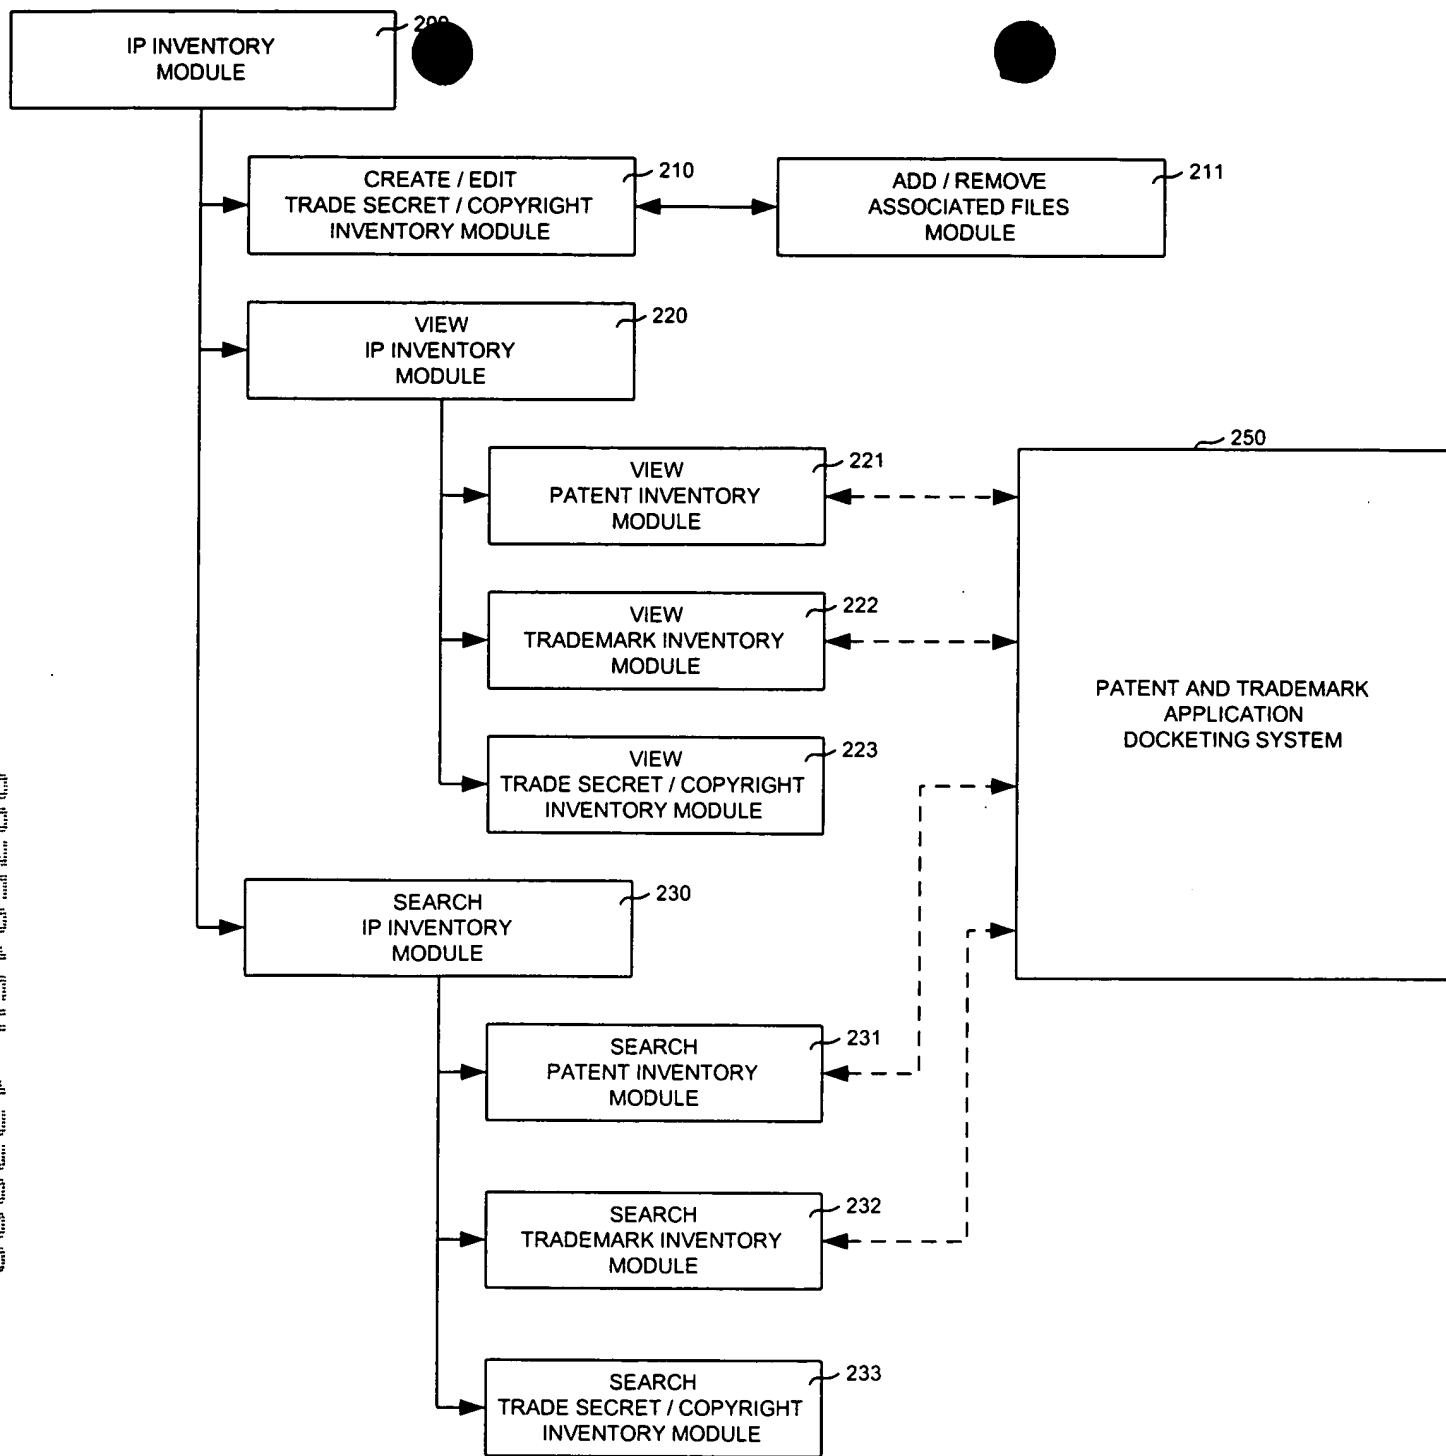 IP INVENTORY
MODULE
200
CREATE / EDIT
TRADE SECRET / COPYRIGHT
INVENTORY MODULE
210
ADD / REMOVE
ASSOCIATED FILES
MODULE
211
VIEW
IP INVENTORY
MODULE
220
VIEW
PATENT INVENTORY
MODULE
221
250
VIEW
TRADEMARK INVENTORY
MODULE
222
PATENT AND TRADEMARK
APPLICATION
DOCKETING SYSTEM
VIEW
TRADE SECRET / COPYRIGHT
INVENTORY MODULE
223
SEARCH
IP INVENTORY
MODULE
230
SEARCH
PATENT INVENTORY
MODULE
231
SEARCH
TRADEMARK INVENTORY
MODULE
232
SEARCH
TRADE SECRET / COPYRIGHT
INVENTORY MODULE
233